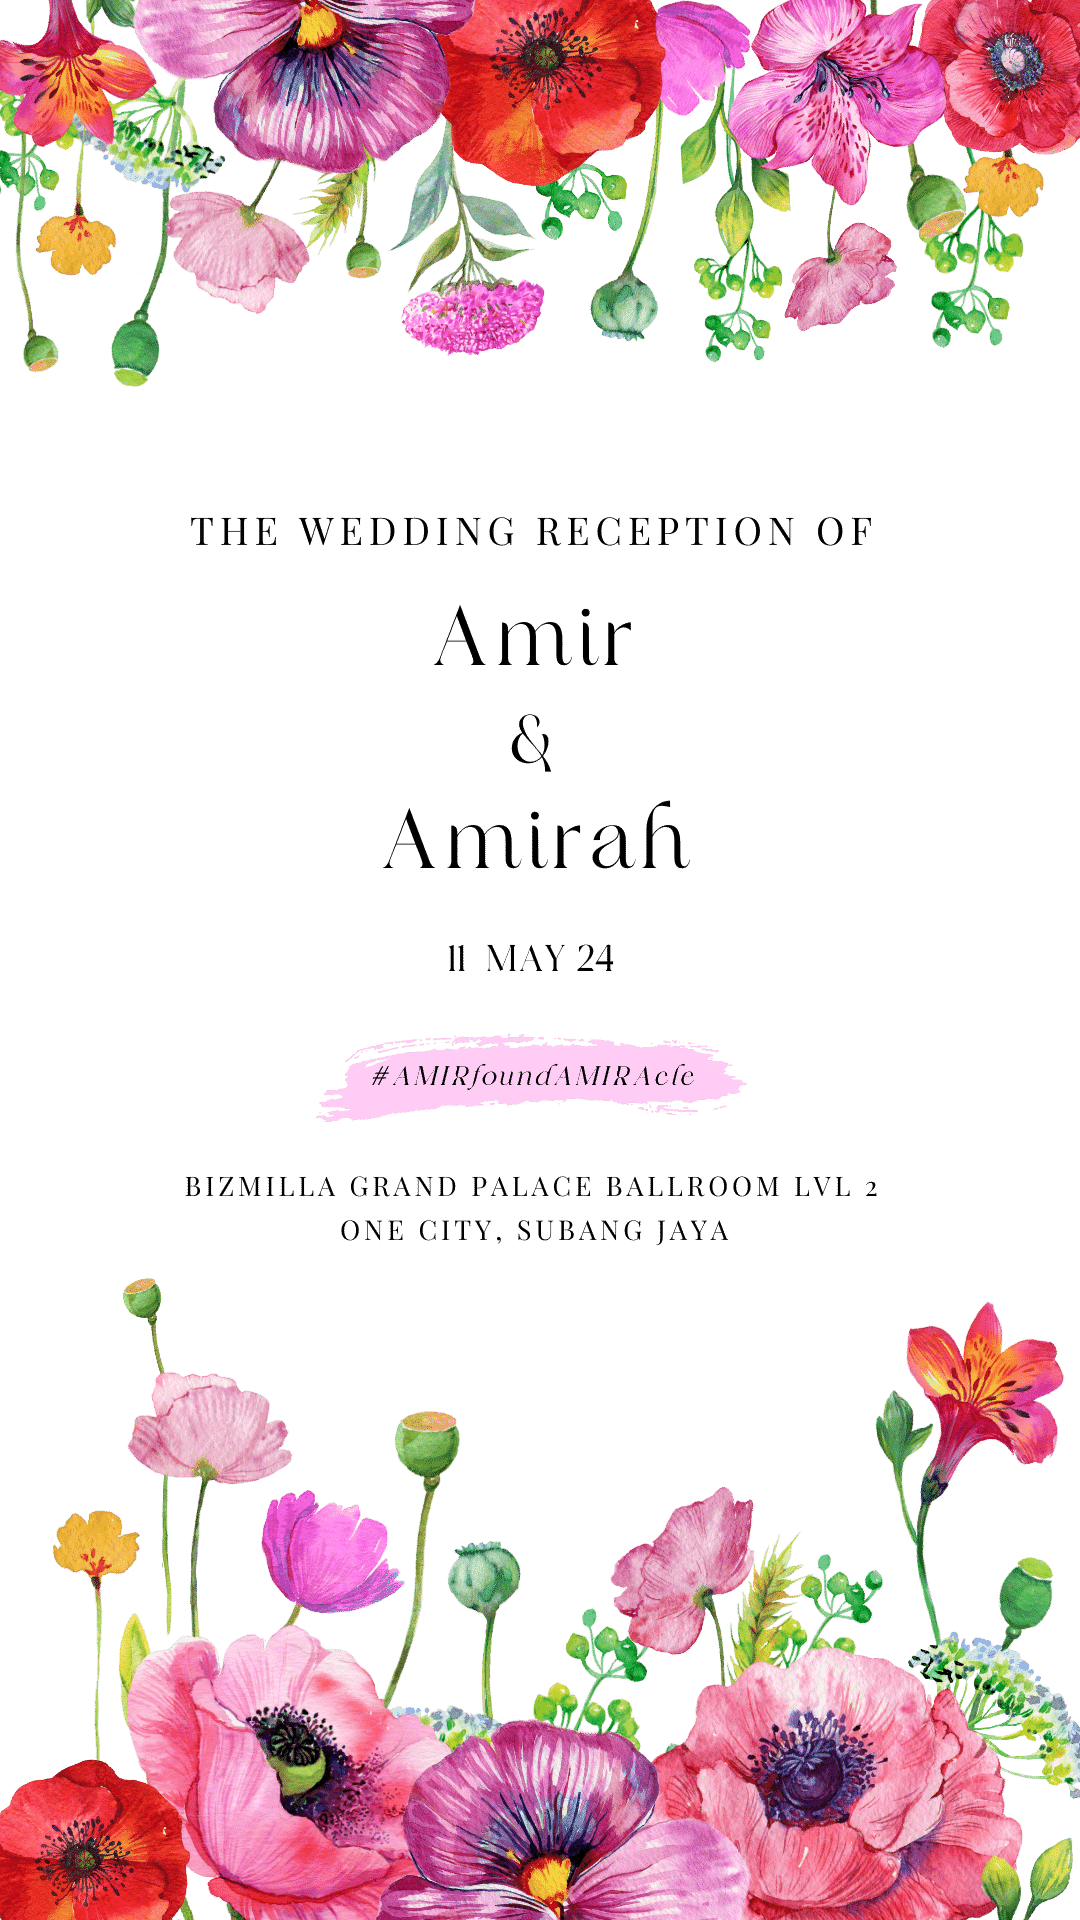 THE WEDDING RECEPTION OF
Amir
&
Amirah
11 MAY 24
#AMIRfoundAMIRAcle
BIZMILLA GRAND PALACE BALLROOM LVL 2
ONE CITY, SUBANG JAYA